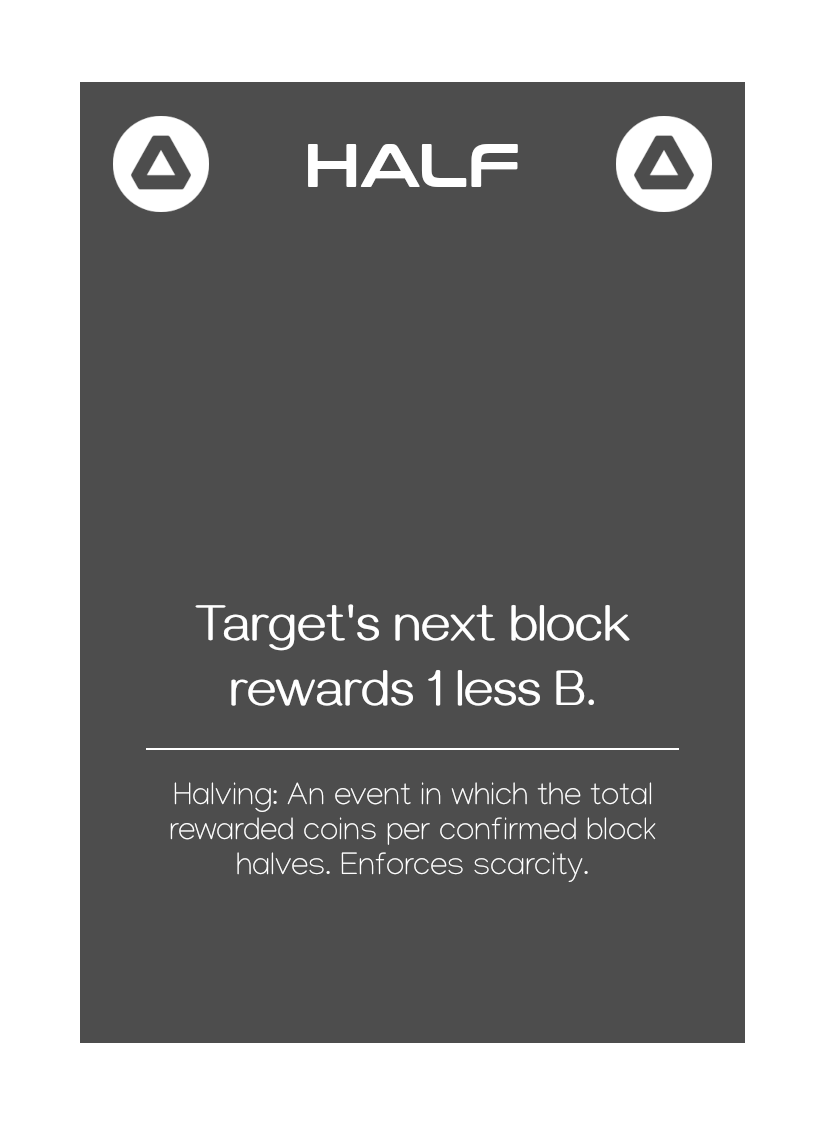 HALF
Target's next block
rewards 1 less B.
Halving: An event in which the total
rewarded coins per confirmed block
halves. Enforces scarcity.